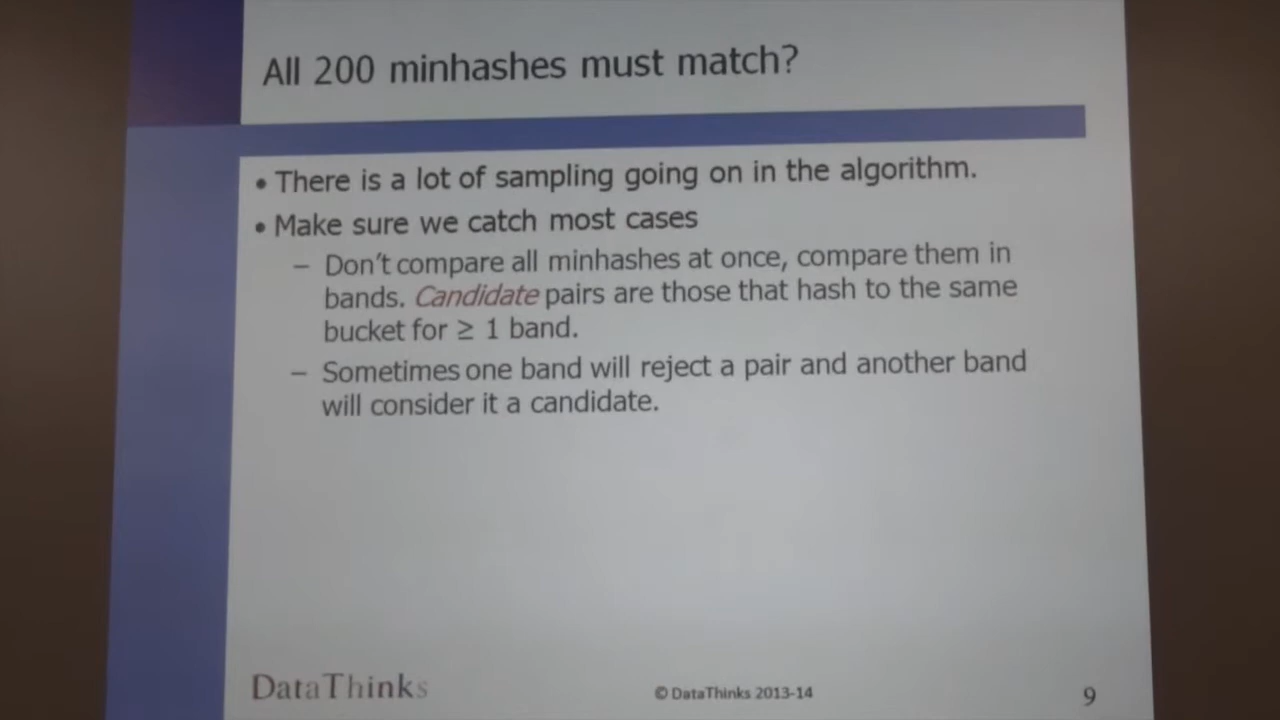 All 200 minhashes must match?
• There is a lot of sampling going on in the algorithm.
• Make sure we catch most cases
– Don't compare all minhashes at once, compare them in
bands. Candidate pairs are those that hash to the same
bucket for ≥ 1 band.
– Sometimes one band will reject a pair and another band
will consider it a candidate.
DataThinks
© DataThinks 2013-14
9